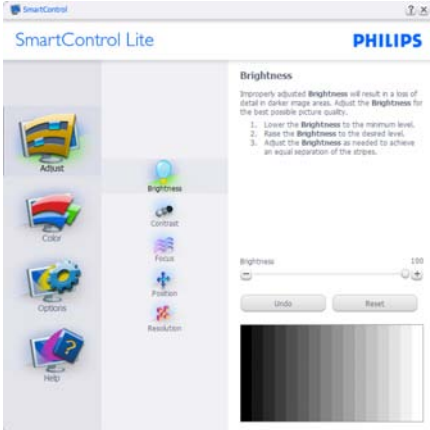 SmartControl
SmartControl Lite
PHILIPS
Adjust
Color
Options
Help
Brightness
Contrast
Focus
Position
Resolution
Brightness
Improperly adjusted Brightness will result in a loss of
detail in darker image areas. Adjust the Brightness for
the best possible picture quality.
1. Lower the Brightness to the minimum level.
2. Raise the Brightness to the desired level.
3. Adjust the Brightness as needed to achieve
an equal separation of the stripes.
Brightness 100
Undo Reset